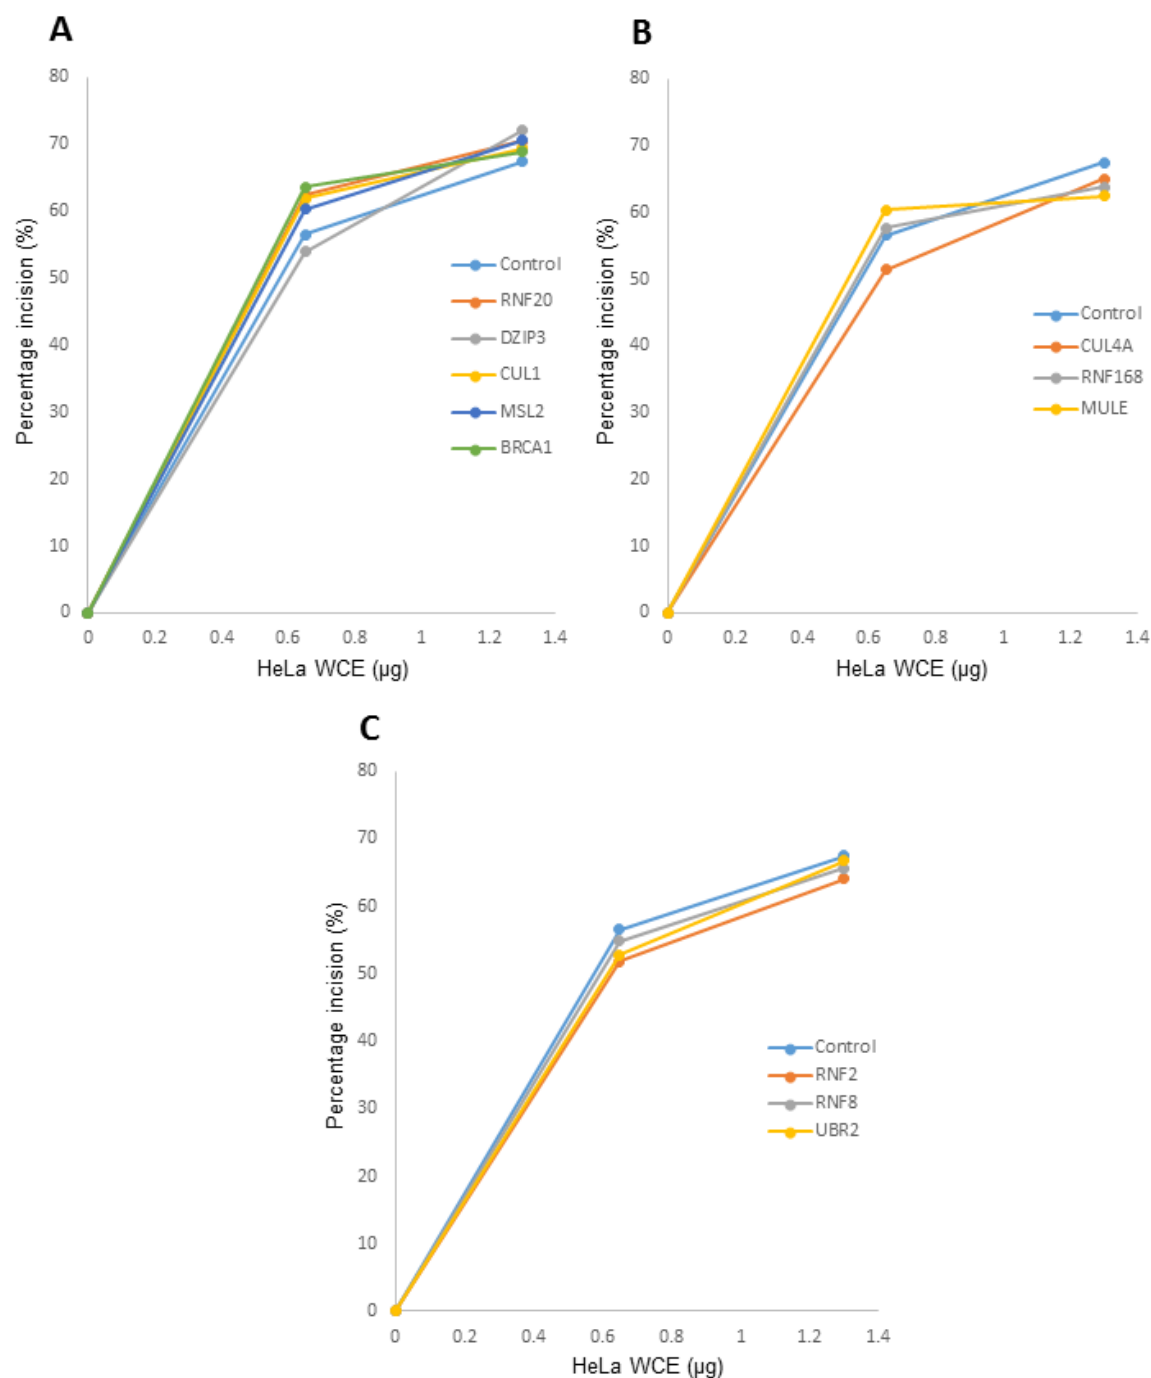 A
80
70
60
50
40
30
20
10
0
Percentage incision (%)
0 0.2 0.4 0.6 0.8 1 1.2 1.4
HeLa WCE (µg)
Control
RNF20
DZIP3
CUL1
MSL2
BRCA1
B
80
70
60
50
40
30
20
10
0
Percentage incision (%)
0 0.2 0.4 0.6 0.8 1 1.2 1.4
HeLa WCE (µg)
Control
CUL4A
RNF168
MULE
C
80
70
60
50
40
30
20
10
0
Percentage incision (%)
0 0.2 0.4 0.6 0.8 1 1.2 1.4
HeLa WCE (µg)
Control
RNF2
RNF8
UBR2